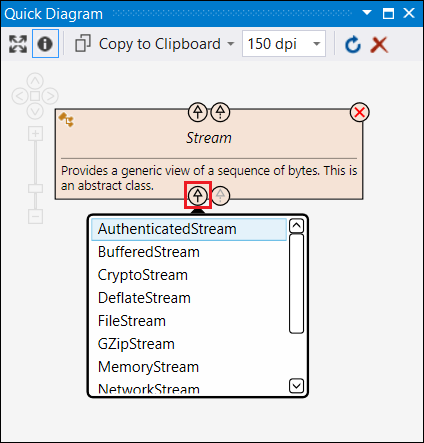 Quick Diagram
Copy to Clipboard
150 dpi
Stream
Provides a generic view of a sequence of bytes. This is
an abstract class.
AuthenticatedStream
BufferedStream
CryptoStream
DeflateStream
FileStream
GZipStream
MemoryStream
NetworkStream